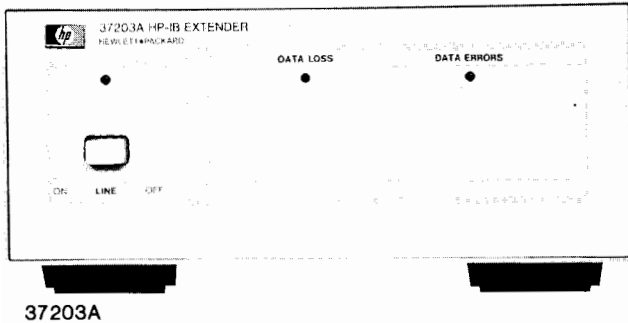 hp
37203A HP-IB EXTENDER
HEWLETT•PACKARD
DATA LOSS
DATA ERRORS
ON LINE OFF
37203A